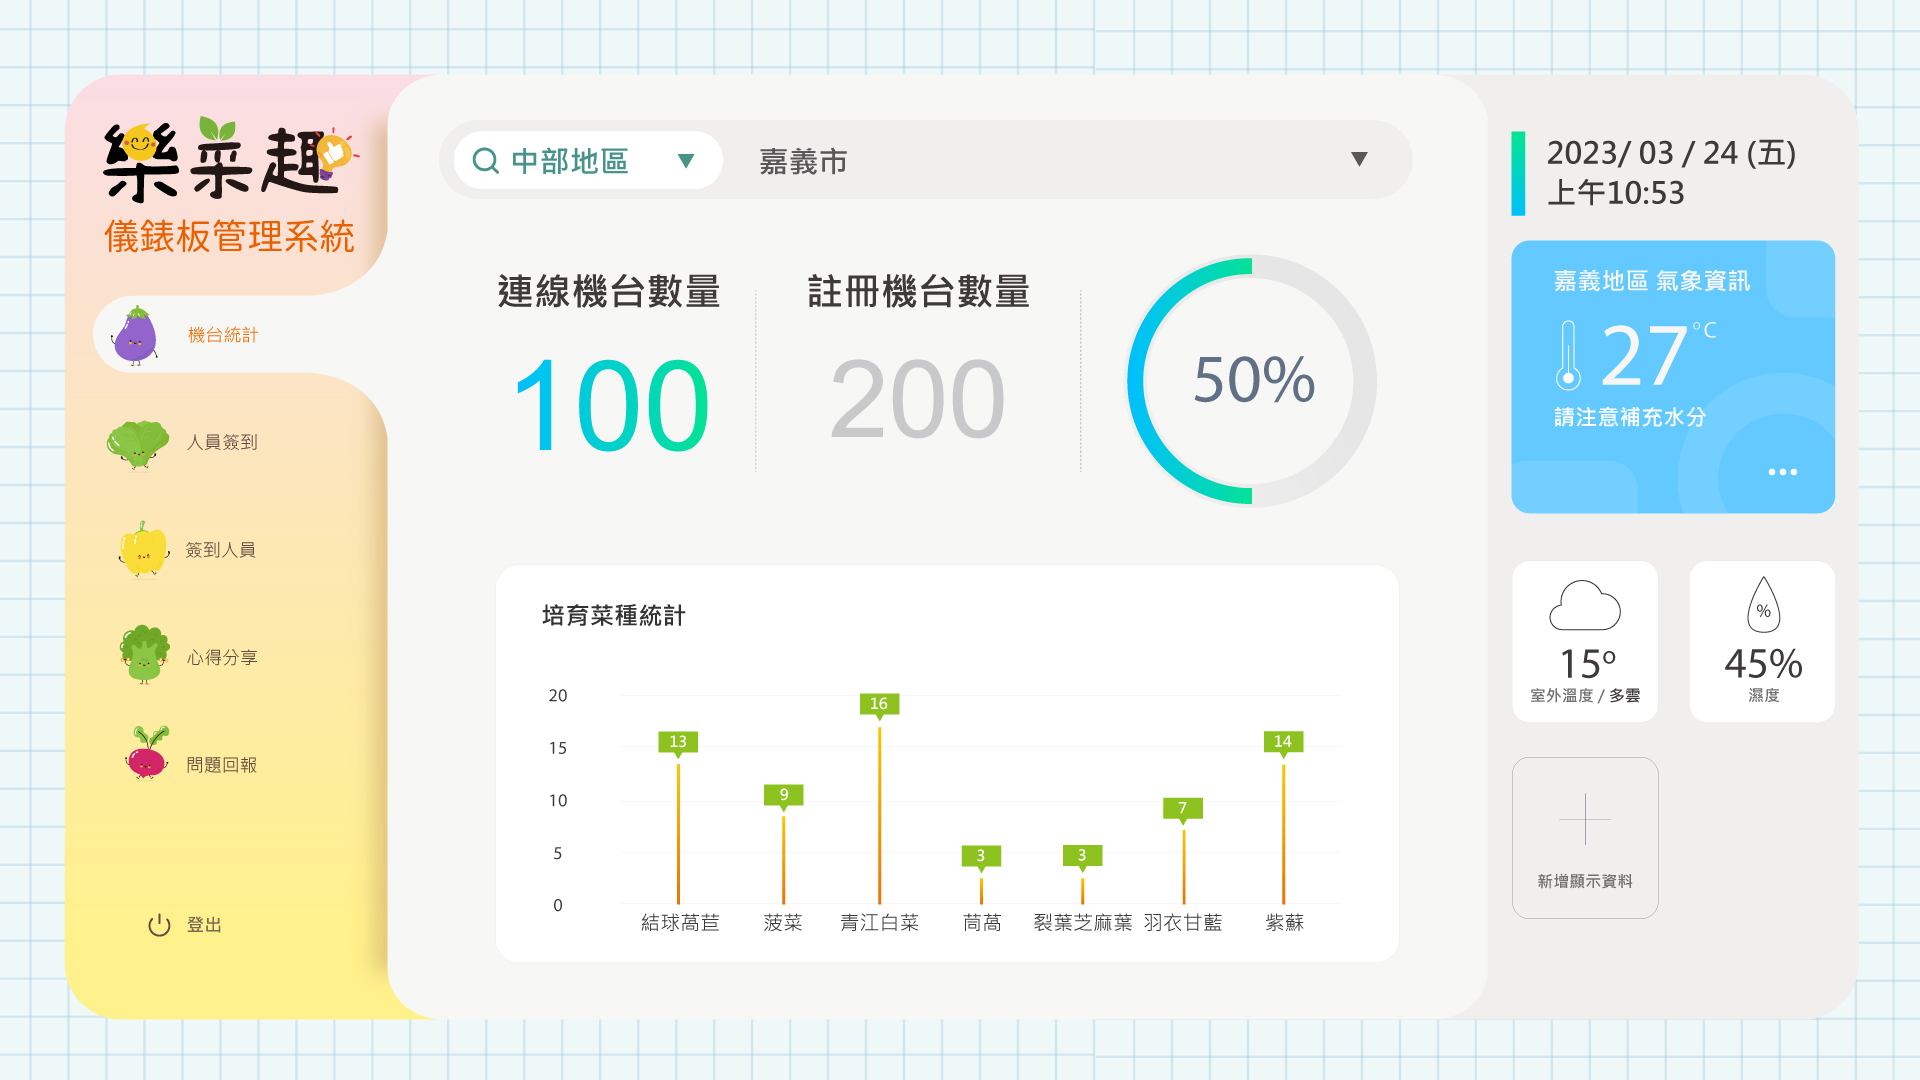 樂菜趣
儀錶板管理系統
機台統計
人員簽到
簽到人員
心得分享
問題回報
登出
中部地區
嘉義市
連線機台數量
100
註冊機台數量
200
50%
培育菜種統計
20
15
10
5
0
13
9
16
3
3
7
14
結球萵苣
菠菜
青江白菜
茼萵
裂葉芝麻葉
羽衣甘藍
紫蘇
2023/ 03 / 24 (五)
上午10:53
嘉義地區 氣象資訊
27°C
請注意補充水分
15º
室外溫度 / 多雲
%
45%
濕度
新增顯示資料